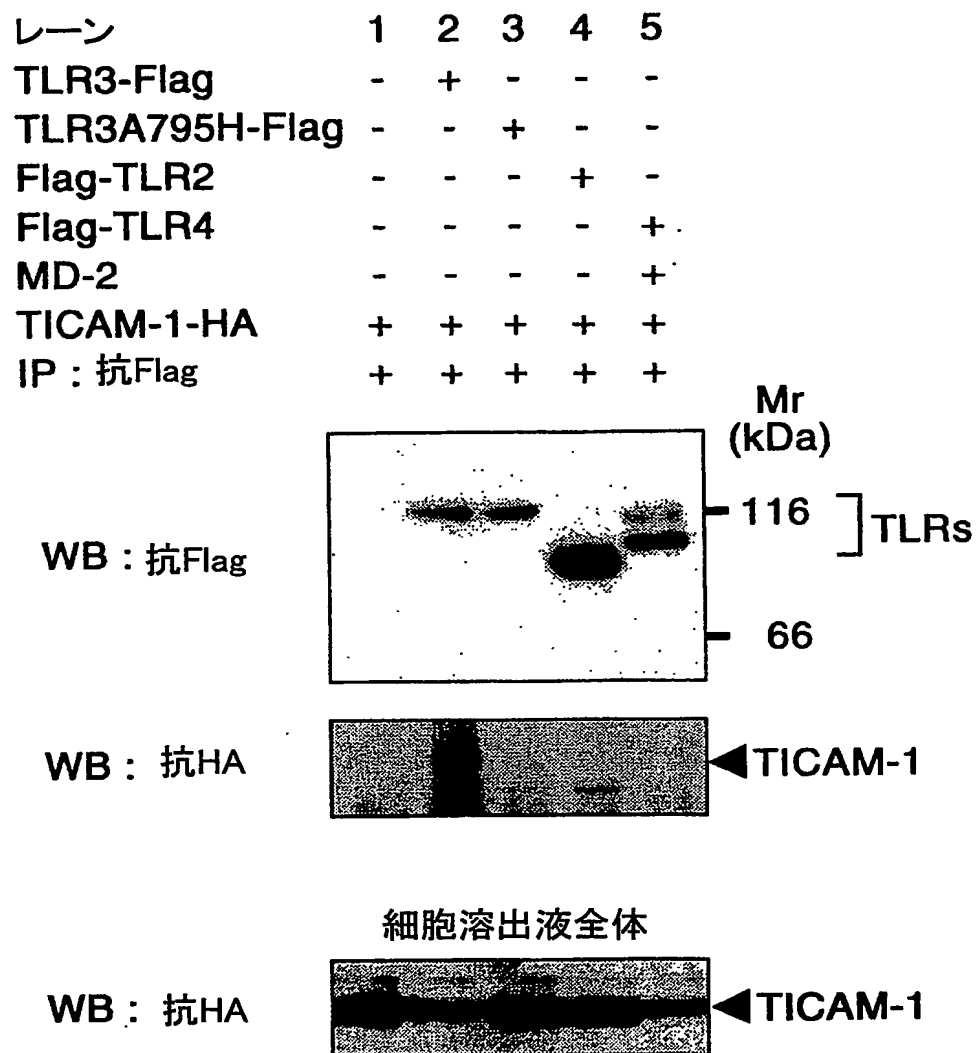 レーン 1 2 3 4 5
TLR3-Flag - + - - -
TLR3A795H-Flag - - + - -
Flag-TLR2 - - - + -
Flag-TLR4 - - - - +
MD-2 - - - - +
TICAM-1-HA + + + + +
IP : 抗Flag + + + + +
Mr
(kDa)
116
TLRs
WB : 抗Flag
66
WB : 抗HA
TICAM-1
細胞溶出液全体
WB : 抗HA
TICAM-1